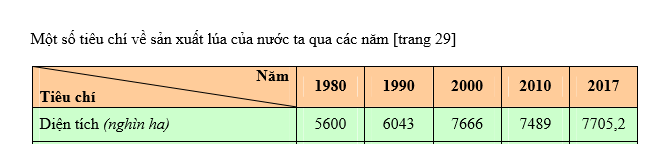 Một số tiêu chí về sản xuất lúa của nước ta qua các năm [trang 29]
Năm
Tiêu chí
1980 1990 2000 2010 2017
Diện tích (nghìn ha) 5600 6043 7666 7489 7705,2